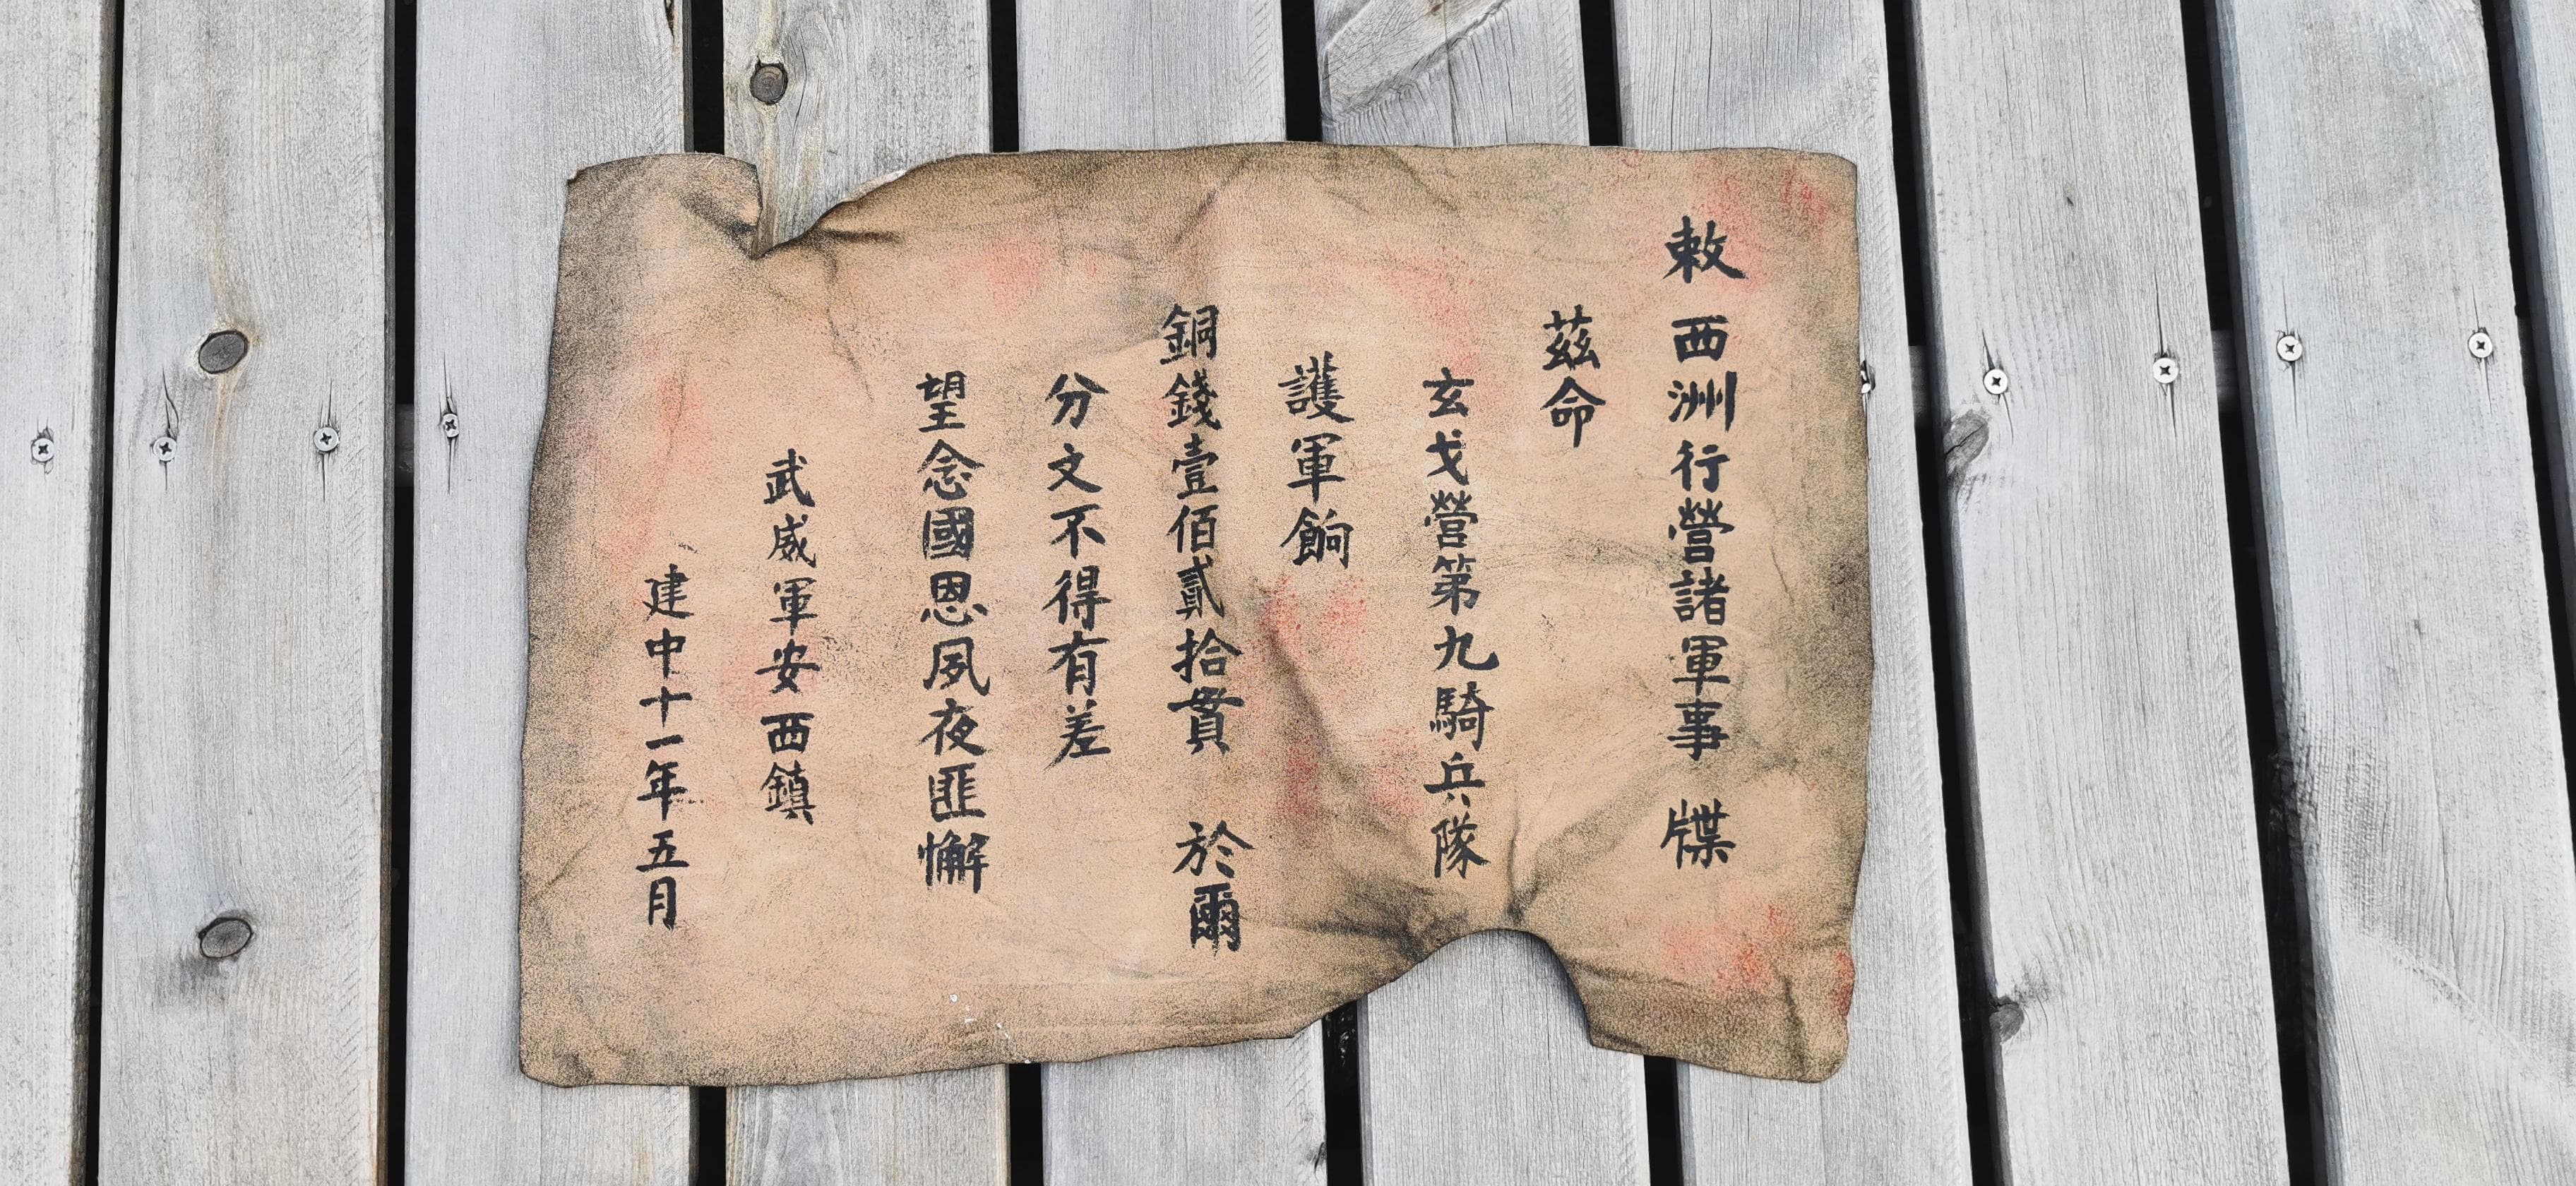 敕 西洲行營諸軍事 牒
茲命
玄戈營第九騎兵隊
護軍餉
銅錢壹佰貳拾貫 於爾
分文不得有差
望念國恩夙夜匪懈
武威軍安西鎮
建中十一年五月